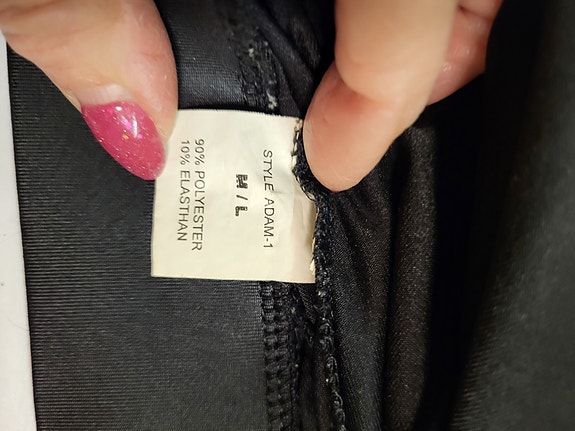 STYLE ADAM-1
M / L
90% POLYESTER
10% ELASTHAN